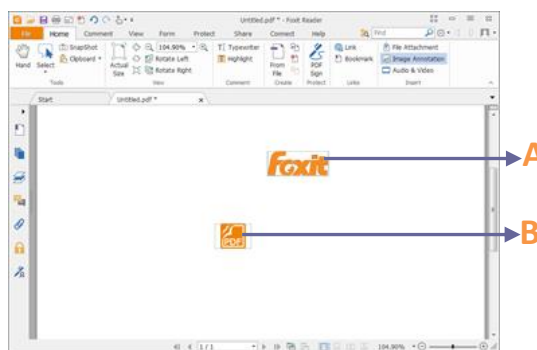 Untitled.pdf * - Foxit Reader
File Home Comment View Form Protect Share Connect Help Find
Hand Select SnapShot Clipboard Actual Size 104.90% Rotate Left Rotate Right Typewriter Highlight From File PDF Sign Link Bookmark File Attachment Image Annotation Audio & Video
Tools View Comment Create Protect Links Insert
Start Untitled.pdf *
Foxit
A
PDF
B
1 / 1 104.90%